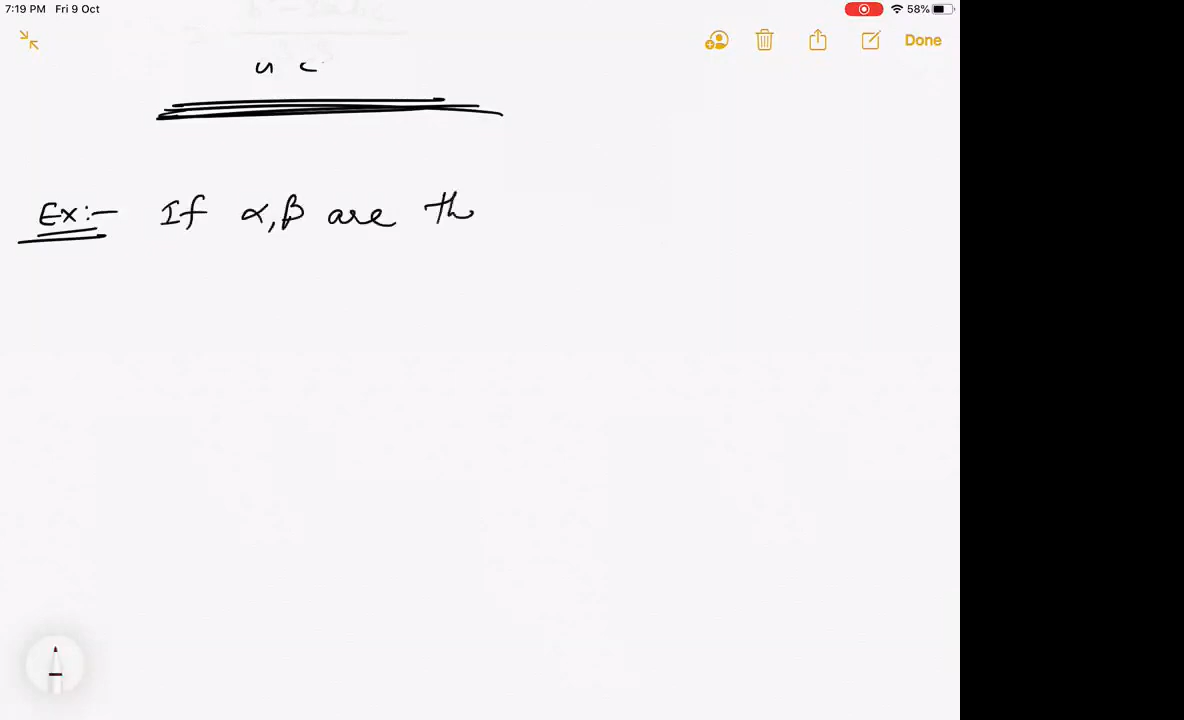 7:19 PM Fri 9 Oct 58%
Done
Ex:- If α,β are th